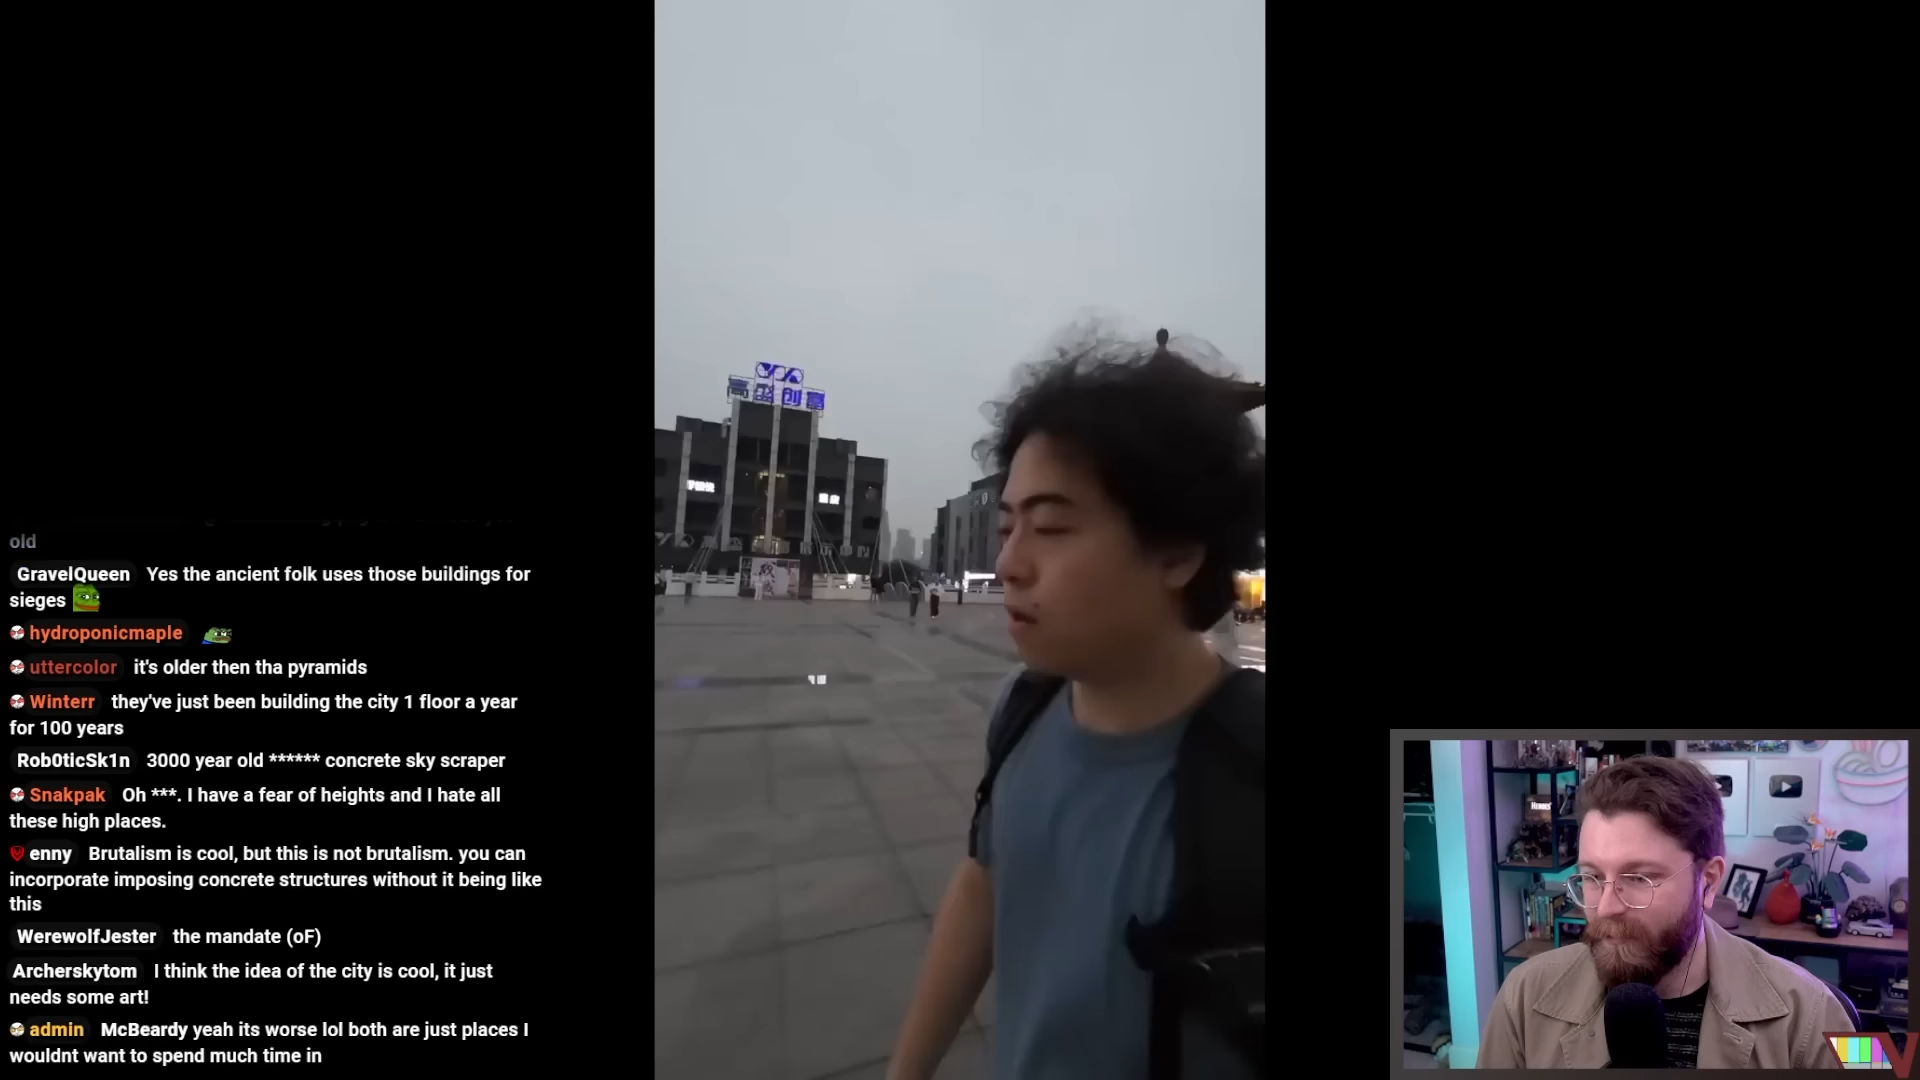 高盛创富
old
GravelQueen Yes the ancient folk uses those buildings for
sieges
hydroponicmaple
uttercolor it's older then tha pyramids
Winterr they've just been building the city 1 floor a year
for 100 years
Rob0ticSk1n 3000 year old ****** concrete sky scraper
Snakpak Oh ***. I have a fear of heights and I hate all
these high places.
enny Brutalism is cool, but this is not brutalism. you can
incorporate imposing concrete structures without it being like
this
WerewolfJester the mandate (oF)
Archerskytom I think the idea of the city is cool, it just
needs some art!
admin McBeardy yeah its worse lol both are just places I
wouldnt want to spend much time in